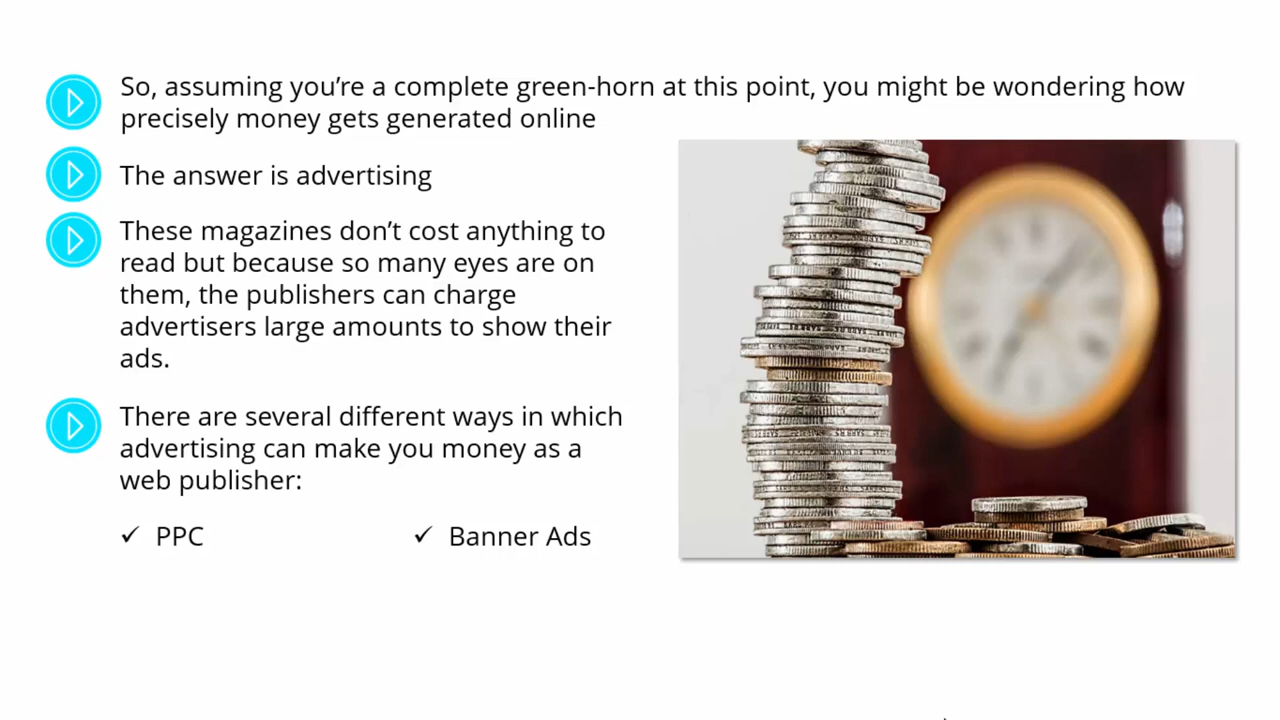 So, assuming you’re a complete green-horn at this point, you might be wondering how
precisely money gets generated online
The answer is advertising
These magazines don’t cost anything to
read but because so many eyes are on
them, the publishers can charge
advertisers large amounts to show their
ads.
There are several different ways in which
advertising can make you money as a
web publisher:
PPC
Banner Ads